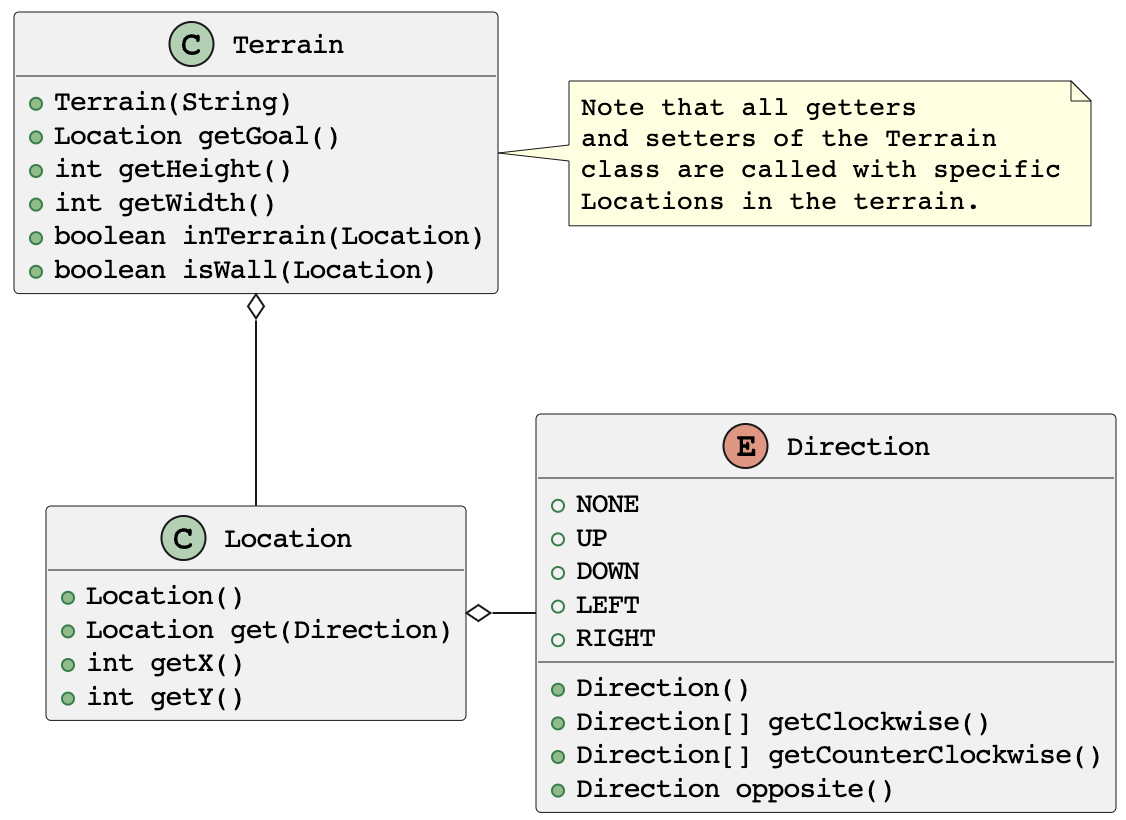 C Terrain
Terrain(String)
Location getGoal()
int getHeight()
int getWidth()
boolean inTerrain(Location)
boolean isWall(Location)
Note that all getters
and setters of the Terrain
class are called with specific
Locations in the terrain.
C Location
Location()
Location get(Direction)
int getX()
int getY()
E Direction
NONE
UP
DOWN
LEFT
RIGHT
Direction()
Direction[] getClockwise()
Direction[] getCounterClockwise()
Direction opposite()